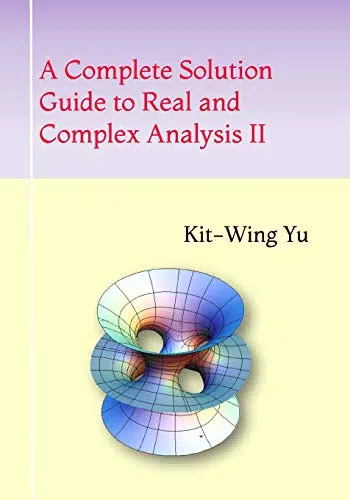 A Complete Solution
Guide to Real and
Complex Analysis II
Kit-Wing Yu